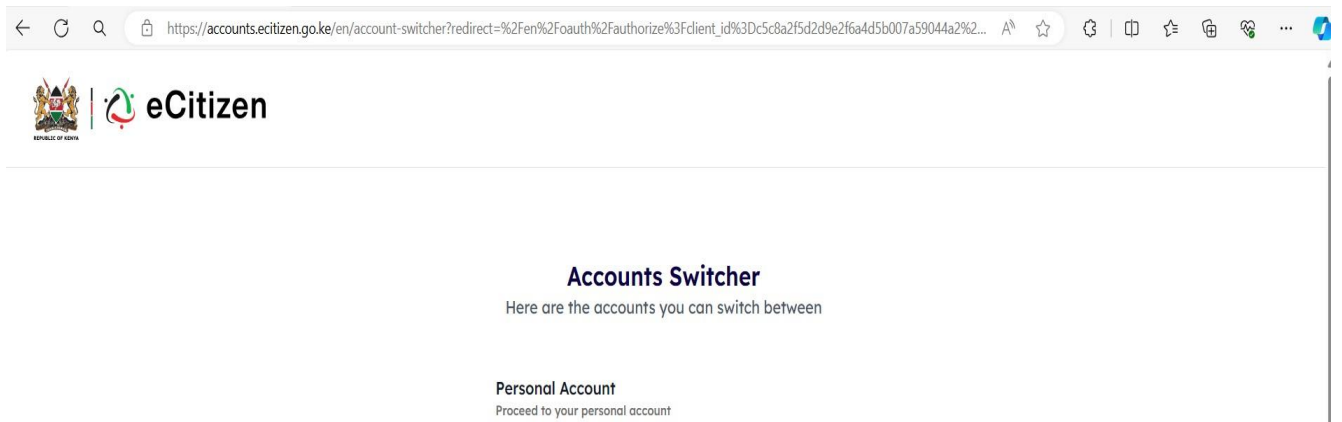 https://accounts.ecitizen.go.ke/en/account-switcher?redirect=%2Fen%2Foauth%2Fauthorize%3Fclient_id%3Dc5c8a2f5d2d9e2f6a4d5b007a59044a2%2...
REPUBLIC OF KENYA
eCitizen
Accounts Switcher
Here are the accounts you can switch between
Personal Account
Proceed to your personal account